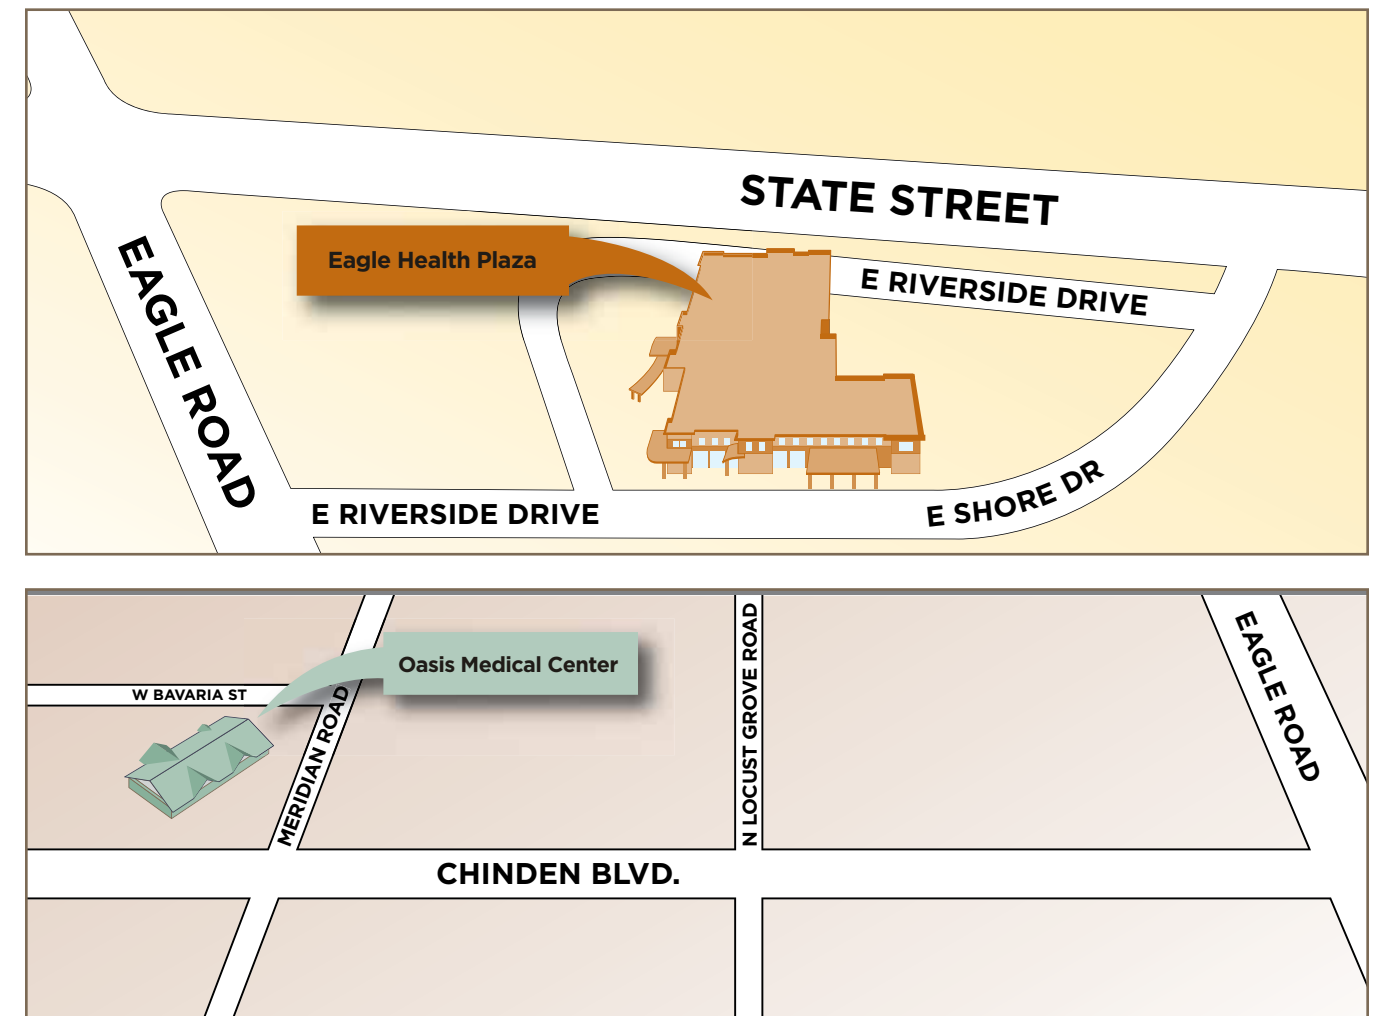 STATE STREET
EAGLE ROAD
Eagle Health Plaza
E RIVERSIDE DRIVE
E RIVERSIDE DRIVE
E SHORE DR
N LOCUST GROVE ROAD
EAGLE ROAD
Oasis Medical Center
W BAVARIA ST
MERIDIAN ROAD
CHINDEN BLVD.